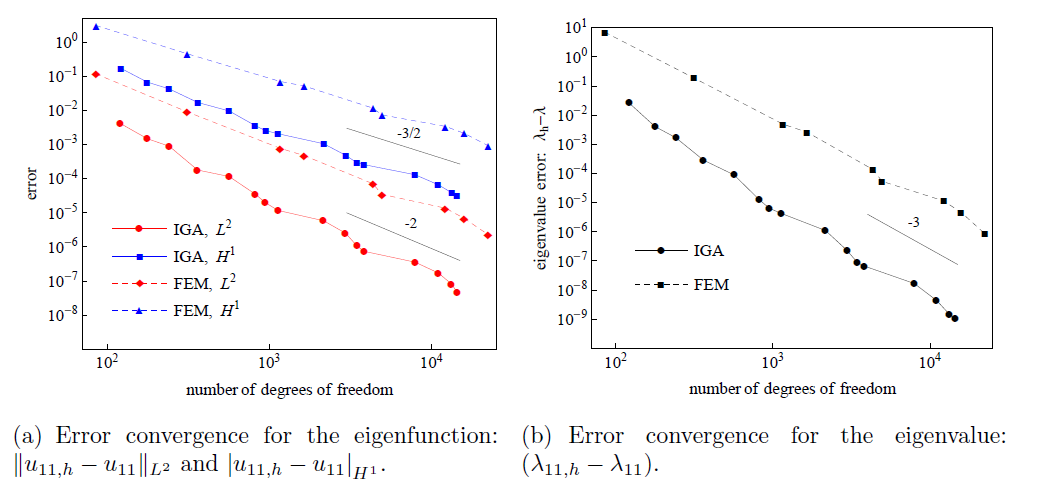 10^0
10^-1
10^-2
10^-3
10^-4
10^-5
10^-6
10^-7
10^-8
error
-3/2
-2
IGA, L^2
IGA, H^1
FEM, L^2
FEM, H^1
10^2 10^3 10^4
number of degrees of freedom
10^1
10^0
10^-1
10^-2
10^-3
10^-4
10^-5
10^-6
10^-7
10^-8
10^-9
eigenvalue error: λ_h−λ
-3
IGA
FEM
10^2 10^3 10^4
number of degrees of freedom
(a) Error convergence for the eigenfunction:
‖u_{11,h} − u_{11}‖_{L^2} and |u_{11,h} − u_{11}|_{H^1}.
(b) Error convergence for the eigenvalue:
(λ_{11,h} − λ_{11}).